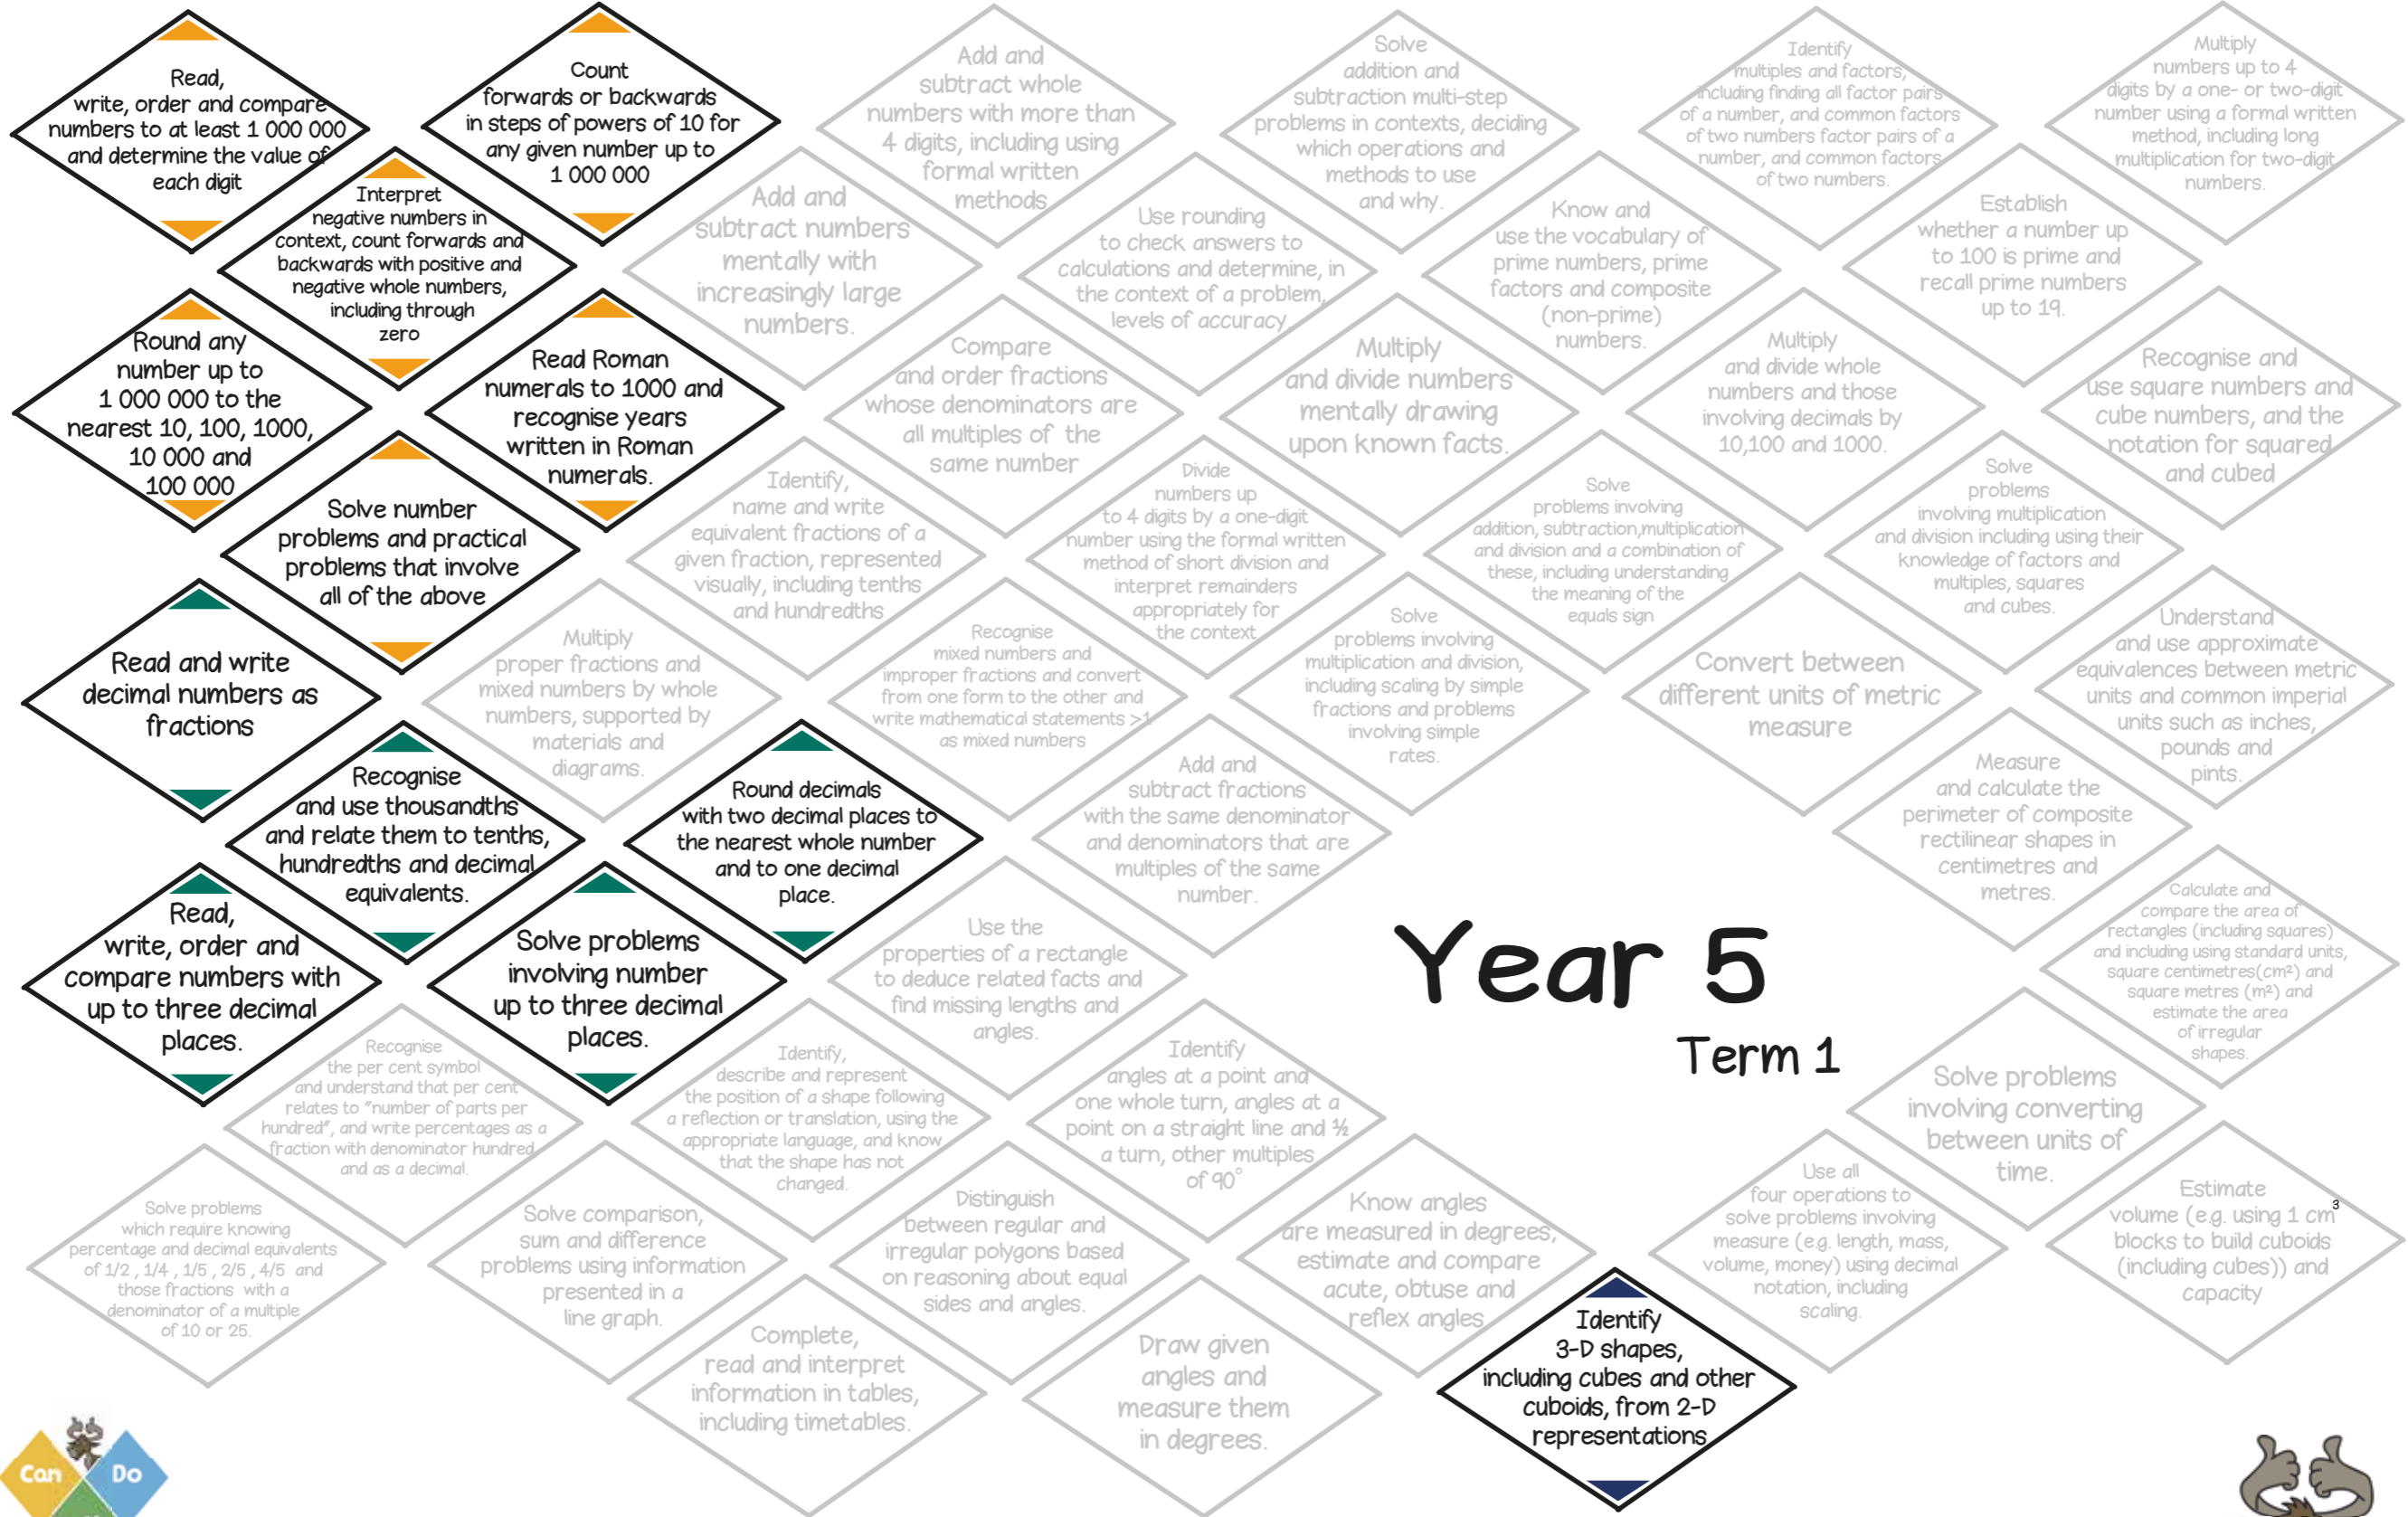 Read,
write, order and compare
numbers to at least 1 000 000
and determine the value of
each digit
Count
forwards or backwards
in steps of powers of 10 for
any given number up to
1 000 000
Add and
subtract whole
numbers with more than
4 digits, including using
formal written
methods
Solve
addition and
subtraction multi-step
problems in contexts, deciding
which operations and
methods to use
and why.
Identify
multiples and factors,
including finding all factor pairs
of a number, and common factors
of two numbers factor pairs of a
number, and common factors
of two numbers.
Multiply
numbers up to 4
digits by a one- or two-digit
number using a formal written
method, including long
multiplication for two-digit
numbers.
Interpret
negative numbers in
context, count forwards and
backwards with positive and
negative whole numbers,
including through
zero
Add and
subtract numbers
mentally with
increasingly large
numbers.
Use rounding
to check answers to
calculations and determine, in
the context of a problem,
levels of accuracy
Know and
use the vocabulary of
prime numbers, prime
factors and composite
(non-prime)
numbers.
Establish
whether a number up
to 100 is prime and
recall prime numbers
up to 19.
Round any
number up to
1 000 000 to the
nearest 10, 100, 1000,
10 000 and
100 000
Read Roman
numerals to 1000 and
recognise years
written in Roman
numerals.
Compare
and order fractions
whose denominators are
all multiples of the
same number
Multiply
and divide numbers
mentally drawing
upon known facts.
Multiply
and divide whole
numbers and those
involving decimals by
10,100 and 1000.
Recognise and
use square numbers and
cube numbers, and the
notation for squared
and cubed
Solve number
problems and practical
problems that involve
all of the above
Identify,
name and write
equivalent fractions of a
given fraction, represented
visually, including tenths
and hundredths
Divide
numbers up
to 4 digits by a one-digit
number using the formal written
method of short division and
interpret remainders
appropriately for
the context
Solve
problems involving
addition, subtraction,multiplication
and division and a combination of
these, including understanding
the meaning of the
equals sign
Solve
problems
involving multiplication
and division including using their
knowledge of factors and
multiples, squares
and cubes.
Read and write
decimal numbers as
fractions
Multiply
proper fractions and
mixed numbers by whole
numbers, supported by
materials and
diagrams.
Recognise
mixed numbers and
improper fractions and convert
from one form to the other and
write mathematical statements >1
as mixed numbers
Solve
problems involving
multiplication and division,
including scaling by simple
fractions and problems
involving simple
rates.
Convert between
different units of metric
measure
Understand
and use approximate
equivalences between metric
units and common imperial
units such as inches,
pounds and
pints.
Recognise
and use thousandths
and relate them to tenths,
hundredths and decimal
equivalents.
Round decimals
with two decimal places to
the nearest whole number
and to one decimal
place.
Add and
subtract fractions
with the same denominator
and denominators that are
multiples of the same
number.
Measure
and calculate the
perimeter of composite
rectilinear shapes in
centimetres and
metres.
Read,
write, order and
compare numbers with
up to three decimal
places.
Solve problems
involving number
up to three decimal
places.
Use the
properties of a rectangle
to deduce related facts and
find missing lengths and
angles.
Year 5
Term 1
Calculate and
compare the area of
rectangles (including squares)
and including using standard units,
square centimetres(cm²) and
square metres (m²) and
estimate the area
of irregular
shapes.
Recognise
the per cent symbol
and understand that per cent
relates to “number of parts per
hundred”, and write percentages as a
fraction with denominator hundred
and as a decimal.
Identify,
describe and represent
the position of a shape following
a reflection or translation, using the
appropriate language, and know
that the shape has not
changed.
Identify
angles at a point and
one whole turn, angles at a
point on a straight line and ½
a turn, other multiples
of 90°
Solve problems
involving converting
between units of
time.
Solve problems
which require knowing
percentage and decimal equivalents
of 1/2 , 1/4 , 1/5 , 2/5 , 4/5 and
those fractions with a
denominator of a multiple
of 10 or 25.
Solve comparison,
sum and difference
problems using information
presented in a
line graph.
Distinguish
between regular and
irregular polygons based
on reasoning about equal
sides and angles.
Know angles
are measured in degrees,
estimate and compare
acute, obtuse and
reflex angles
Use all
four operations to
solve problems involving
measure (e.g. length, mass,
volume, money) using decimal
notation, including
scaling.
Estimate
volume (e.g. using 1 cm³
blocks to build cuboids
(including cubes)) and
capacity
Complete,
read and interpret
information in tables,
including timetables.
Draw given
angles and
measure them
in degrees.
Identify
3-D shapes,
including cubes and other
cuboids, from 2-D
representations
Can Do